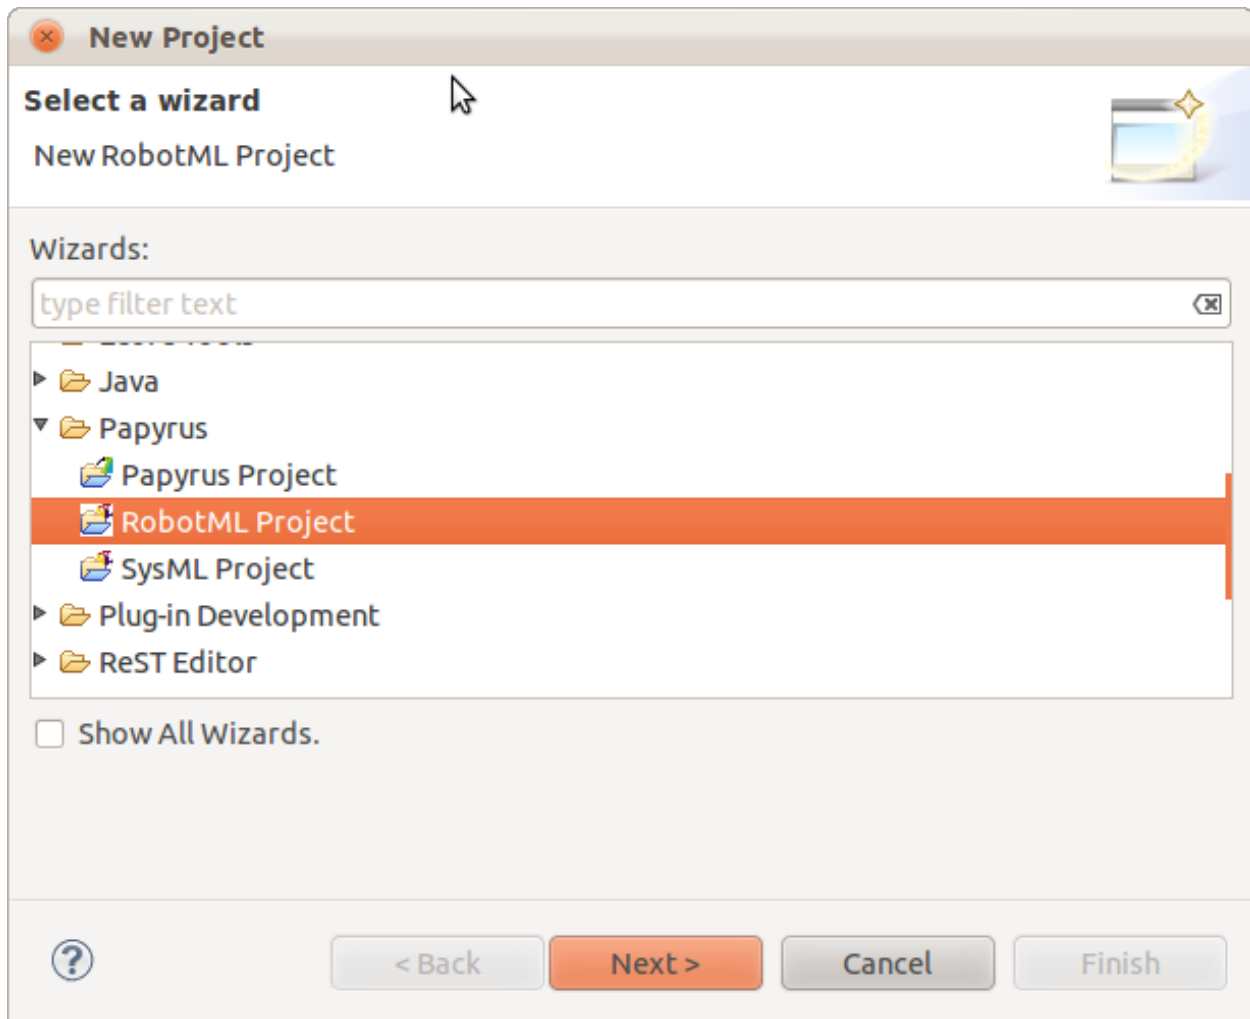 New Project
Select a wizard
New RobotML Project
Wizards:
type filter text
Java
Papyrus
Papyrus Project
RobotML Project
SysML Project
Plug-in Development
ReST Editor
Show All Wizards.
< Back Next > Cancel Finish